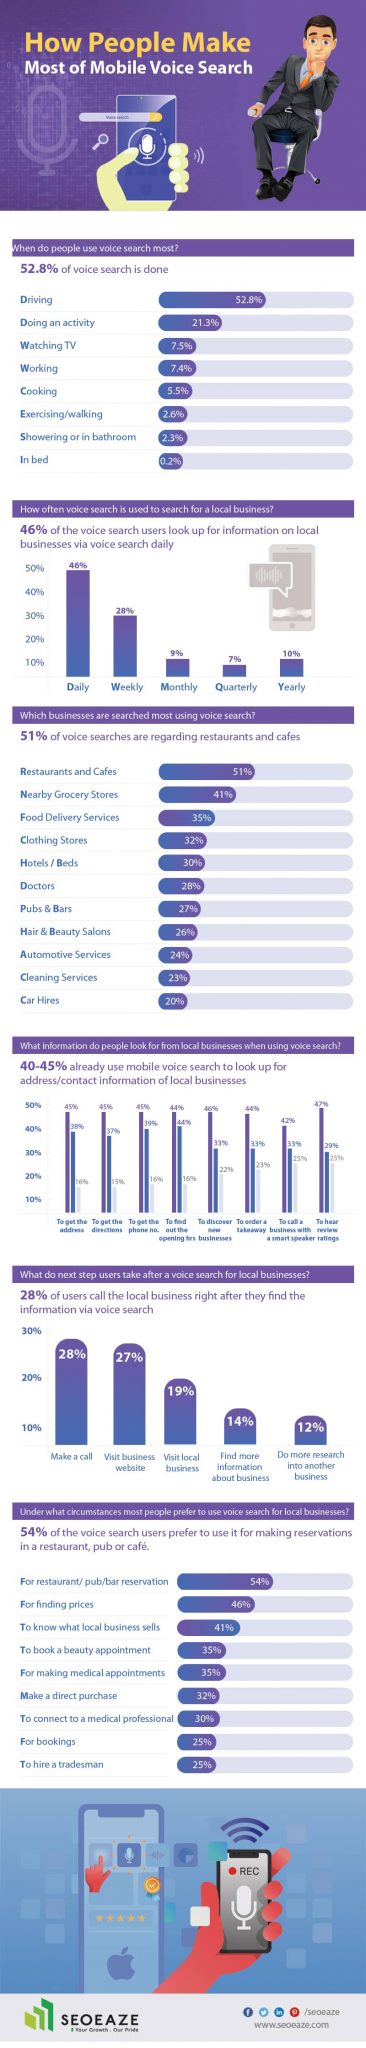 How People Make
Most of Mobile Voice Search
Voice search
When do people use voice search most?
52.8% of voice search is done
Driving 52.8%
Doing an activity 21.3%
Watching TV 7.5%
Working 7.4%
Cooking 5.5%
Exercising/walking 2.6%
Showering or in bathroom 2.3%
In bed 0.2%
How often voice search is used to search for a local business?
46% of the voice search users look up for information on local
businesses via voice search daily
50%
40%
30%
20%
10%
46%
28%
9%
7%
10%
Daily Weekly Monthly Quarterly Yearly
Which businesses are searched most using voice search?
51% of voice searches are regarding restaurants and cafes
Restaurants and Cafes 51%
Nearby Grocery Stores 41%
Food Delivery Services 35%
Clothing Stores 32%
Hotels / Beds 30%
Doctors 28%
Pubs & Bars 27%
Hair & Beauty Salons 26%
Automotive Services 24%
Cleaning Services 23%
Car Hires 20%
What information do people look for from local businesses when using voice search?
40-45% already use mobile voice search to look up for
address/contact information of local businesses
50%
40%
30%
20%
10%
45% 38% 16%
45% 37% 15%
45% 39% 16%
44% 44% 16%
46% 33% 22%
44% 33% 23%
42% 33% 25%
47% 29% 25%
To get the
address
To get the
directions
To get the
phone no.
To find
out the
opening hrs
To discover
new
businesses
To order a
takeaway
To call a
business with
a smart speaker
To hear
review
ratings
What do next step users take after a voice search for local businesses?
28% of users call the local business right after they find the
information via voice search
30%
20%
10%
28%
27%
19%
14%
12%
Make a call
Visit business
website
Visit local
business
Find more
information
about business
Do more research
into another
business
Under what circumstances most people prefer to use voice search for local businesses?
54% of the voice search users prefer to use it for making reservations
in a restaurant, pub or café.
For restaurant/ pub/bar reservation 54%
For finding prices 46%
To know what local business sells 41%
To book a beauty appointment 35%
For making medical appointments 35%
Make a direct purchase 32%
To connect to a medical professional 30%
For bookings 25%
To hire a tradesman 25%
REC
SEOEAZE
Your Growth . Our Pride
/seoeaze
www.seoeaze.com